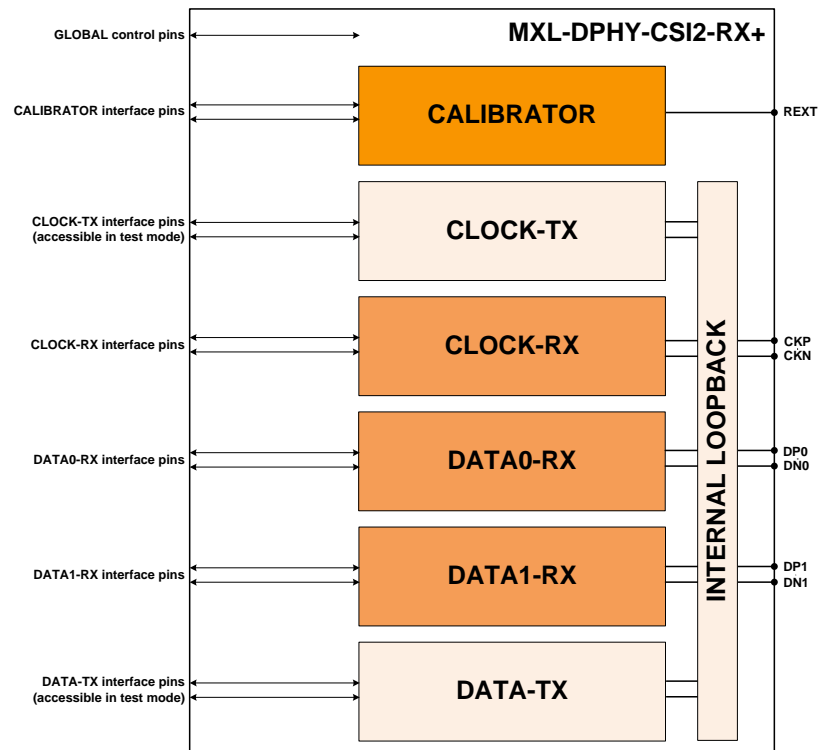 GLOBAL control pins
MXL-DPHY-CSI2-RX+
CALIBRATOR interface pins
CALIBRATOR
REXT
CLOCK-TX interface pins
(accessible in test mode)
CLOCK-TX
CLOCK-RX interface pins
CLOCK-RX
CKP
CKN
DATA0-RX interface pins
DATA0-RX
DP0
DN0
DATA1-RX interface pins
DATA1-RX
DP1
DN1
INTERNAL LOOPBACK
DATA-TX interface pins
(accessible in test mode)
DATA-TX